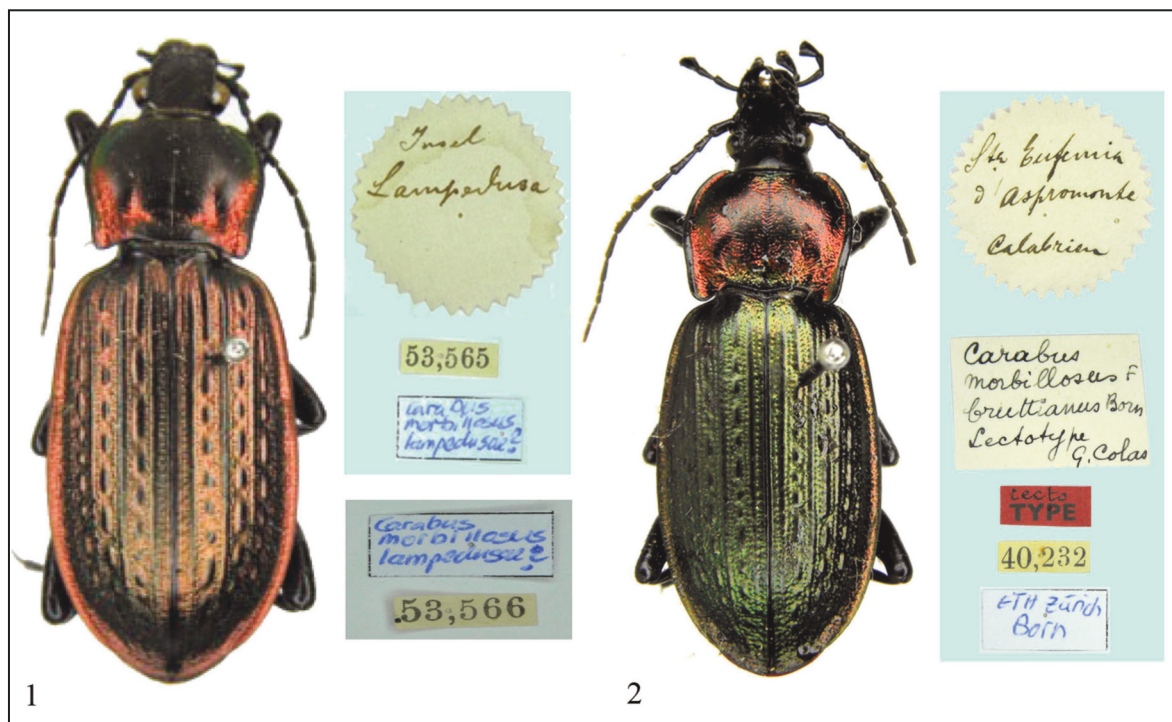 Insel
Lampedusa
53,565
Carabus
morbillosus
lampedusae?
Carabus
morbillosus
lampedusae?
53,566
1
Sta Eufemia
d'Aspromonte
Calabrien
Carabus
morbillosus F
bruttianus Born
Lectotype
G. Colas
Lecto
TYPE
40,232
ETH Zürich
Born
2